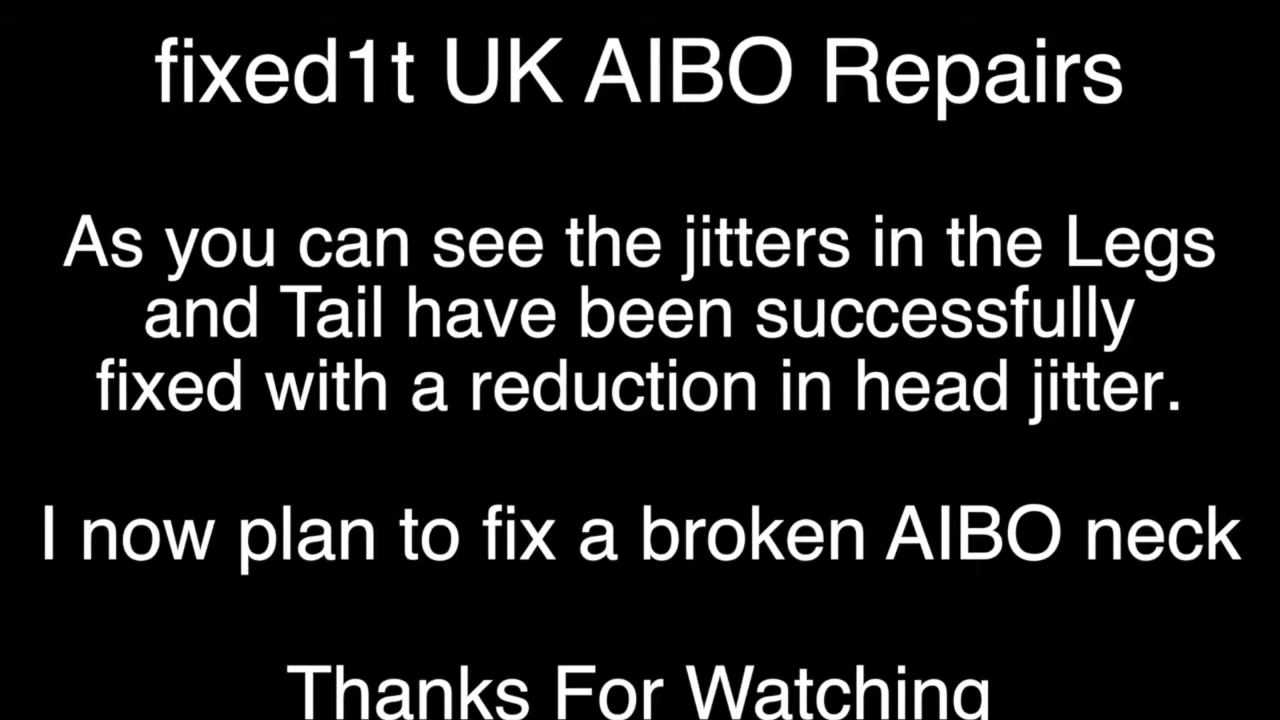 fixed1t UK AIBO Repairs
As you can see the jitters in the Legs
and Tail have been successfully
fixed with a reduction in head jitter.
I now plan to fix a broken AIBO neck
Thanks For Watching